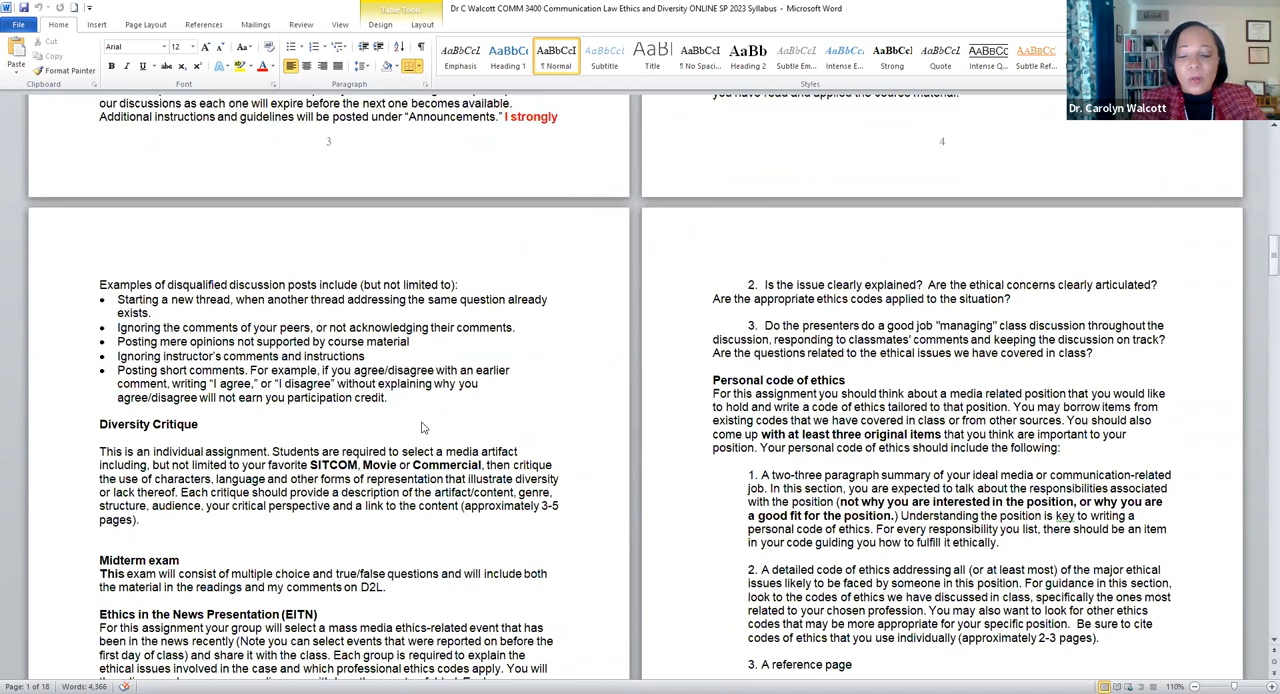 Table Tools
Dr C Walcott COMM 3400 Communication Law Ethics and Diversity ONLINE SP 2023 Syllabus - Microsoft Word
File Home Insert Page Layout References Mailings Review View Design Layout
Paste
Cut
Copy
Format Painter
Clipboard
Arial 12
Font
Paragraph
AaBbCcI AaBbCc AaBbCcI AaBbCcI AaBl AaBbCcI AaBb AaBbCcI AaBbCcI AaBbCcI AaBbCcI AaBbCcI AaBbCc
Emphasis Heading 1 ¶ Normal Subtitle Title ¶ No Spaci... Heading 2 Subtle Em... Intense E... Strong Quote Intense Q... Subtle Ref...
Styles
Dr. Carolyn Walcott
our discussions as each one will expire before the next one becomes available.
Additional instructions and guidelines will be posted under “Announcements.” I strongly
3
you have read and applied the course material.
4
Examples of disqualified discussion posts include (but not limited to):
• Starting a new thread, when another thread addressing the same question already
exists.
• Ignoring the comments of your peers, or not acknowledging their comments.
• Posting mere opinions not supported by course material
• Ignoring instructor’s comments and instructions
• Posting short comments. For example, if you agree/disagree with an earlier
comment, writing “I agree,” or “I disagree” without explaining why you
agree/disagree will not earn you participation credit.
Diversity Critique
This is an individual assignment. Students are required to select a media artifact
including, but not limited to your favorite SITCOM, Movie or Commercial, then critique
the use of characters, language and other forms of representation that illustrate diversity
or lack thereof. Each critique should provide a description of the artifact/content, genre,
structure, audience, your critical perspective and a link to the content (approximately 3-5
pages).
Midterm exam
This exam will consist of multiple choice and true/false questions and will include both
the material in the readings and my comments on D2L.
Ethics in the News Presentation (EITN)
For this assignment your group will select a mass media ethics-related event that has
been in the news recently (Note you can select events that were reported on before the
first day of class) and share it with the class. Each group is required to explain the
ethical issues involved in the case and which professional ethics codes apply. You will
2. Is the issue clearly explained? Are the ethical concerns clearly articulated?
Are the appropriate ethics codes applied to the situation?
3. Do the presenters do a good job "managing" class discussion throughout the
discussion, responding to classmates' comments and keeping the discussion on track?
Are the questions related to the ethical issues we have covered in class?
Personal code of ethics
For this assignment you should think about a media related position that you would like
to hold and write a code of ethics tailored to that position. You may borrow items from
existing codes that we have covered in class or from other sources. You should also
come up with at least three original items that you think are important to your
position. Your personal code of ethics should include the following:
1. A two-three paragraph summary of your ideal media or communication-related
job. In this section, you are expected to talk about the responsibilities associated
with the position (not why you are interested in the position, or why you are
a good fit for the position.) Understanding the position is key to writing a
personal code of ethics. For every responsibility you list, there should be an item
in your code guiding you how to fulfill it ethically.
2. A detailed code of ethics addressing all (or at least most) of the major ethical
issues likely to be faced by someone in this position. For guidance in this section,
look to the codes of ethics we have discussed in class, specifically the ones most
related to your chosen profession. You may also want to look for other ethics
codes that may be more appropriate for your specific position. Be sure to cite
codes of ethics that you use individually (approximately 2-3 pages).
3. A reference page
Page: 1 of 18 Words: 4,366
110%